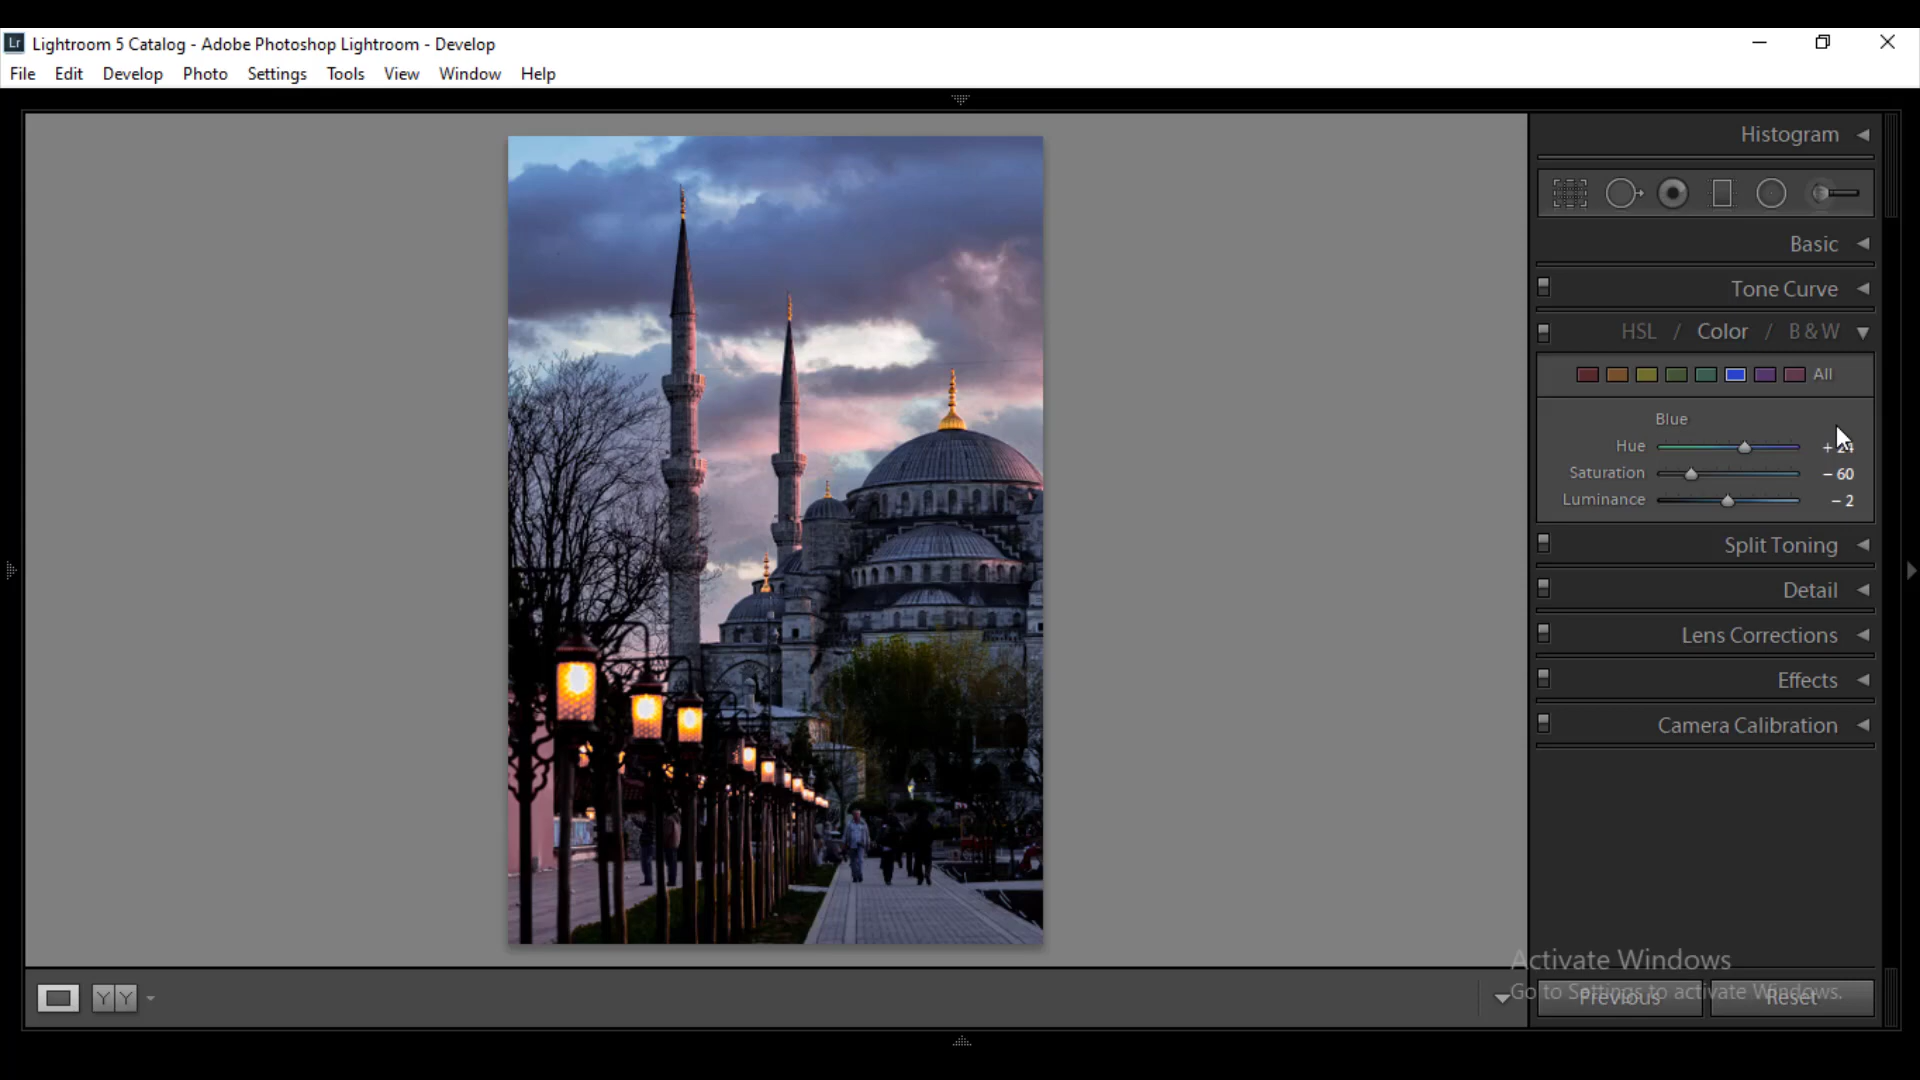 Lr Lightroom 5 Catalog - Adobe Photoshop Lightroom - Develop
File Edit Develop Photo Settings Tools View Window Help
Histogram
Basic
Tone Curve
HSL / Color / B & W
All
Blue
Hue + 24
Saturation - 60
Luminance - 2
Split Toning
Detail
Lens Corrections
Effects
Camera Calibration
Activate Windows
Go to Settings to activate Windows.
Previous Reset
Y Y